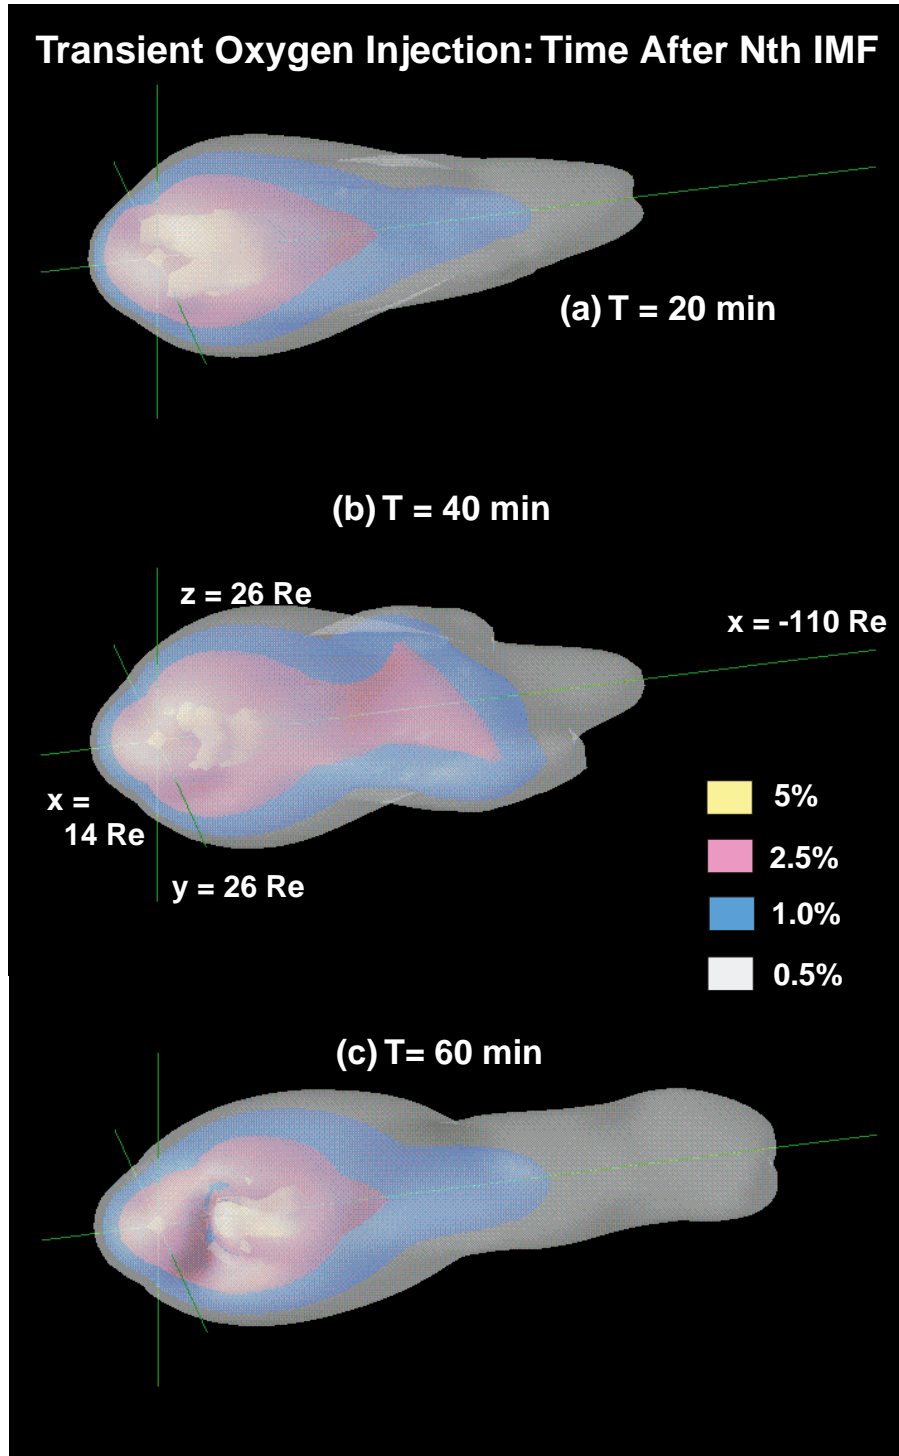 Transient Oxygen Injection: Time After Nth IMF
(a) T = 20 min
(b) T = 40 min
z = 26 Re
x = -110 Re
x =
14 Re
y = 26 Re
5%
2.5%
1.0%
0.5%
(c) T= 60 min